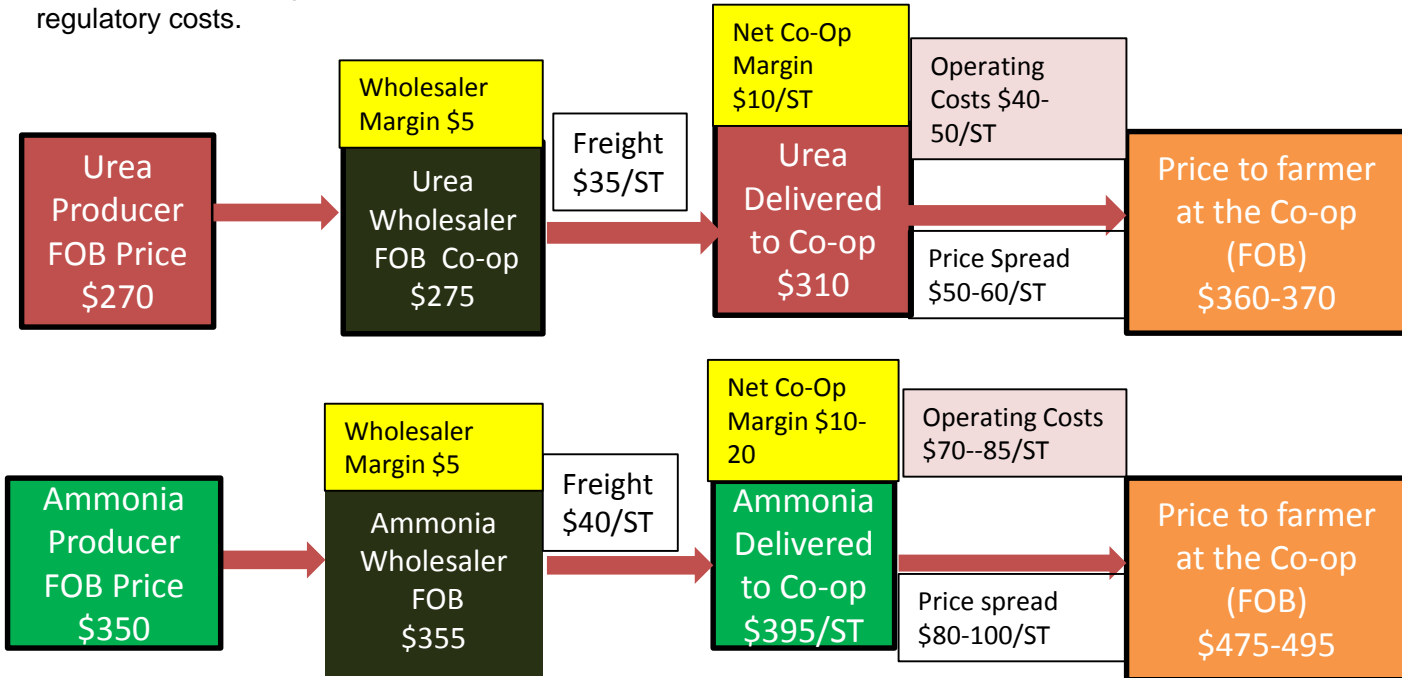 regulatory costs.
Wholesaler
Margin $5
Net Co-Op
Margin
$10/ST
Operating
Costs $40-
50/ST
Urea
Producer
FOB Price
$270
Urea
Wholesaler
FOB Co-op
$275
Freight
$35/ST
Urea
Delivered
to Co-op
$310
Price Spread
$50-60/ST
Price to farmer
at the Co-op
(FOB)
$360-370
Wholesaler
Margin $5
Net Co-Op
Margin $10-
20
Operating Costs
$70--85/ST
Ammonia
Producer
FOB Price
$350
Ammonia
Wholesaler
FOB
$355
Freight
$40/ST
Ammonia
Delivered
to Co-op
$395/ST
Price spread
$80-100/ST
Price to farmer
at the Co-op
(FOB)
$475-495